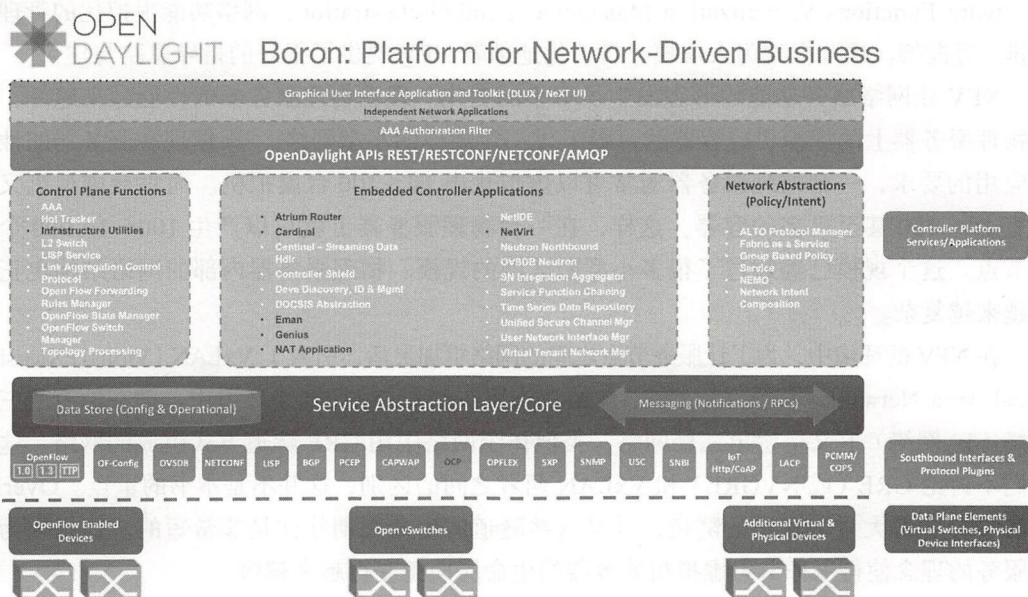 OPEN
DAYLIGHT
Boron: Platform for Network-Driven Business
Graphical User Interface Application and Toolkit (DLUX / NeXT UI)
Independent Network Applications
AAA Authorization Filter
OpenDaylight APIs REST/RESTCONF/NETCONF/AMQP
Control Plane Functions
AAA
Hot Tracker
Infrastructure Utilities
L2 Switch
LISP Service
Link Aggregation Control
Protocol
Open Flow Forwarding
Rules Manager
OpenFlow Stats Manager
OpenFlow Switch
Manager
Topology Processing
Embedded Controller Applications
Atrium Router
Cardinal
Centinel – Streaming Data
Hdlr
Controller Shield
Deve Discovery, ID & Mgmt
DOCSIS Abstraction
Eman
Genius
NAT Application
NetIDE
NetVirt
Neutron Northbound
OVSDB Neutron
SN Integration Aggregator
Service Function Chaining
Time Series Data Repository
Unified Secure Channel Mgr
User Network Interface Mgr
Virtual Tenant Network Mgr
Network Abstractions
(Policy/Intent)
ALTO Protocol Manager
Fabric as a Service
Group Based Policy
Service
NEMO
Network Intent
Composition
Controller Platform
Services/Applications
Data Store (Config & Operational)
Service Abstraction Layer/Core
Messaging (Notifications / RPCs)
OpenFlow
1.0 1.3 TTP
OF-Config
OVSDB
NETCONF
LISP
BGP
PCEP
CAPWAP
OCP
OPFLEX
SXP
SNMP
USC
SNBI
IoT
Http/CoAP
LACP
PCMM/
COPS
Southbound Interfaces &
Protocol Plugins
OpenFlow Enabled
Devices
Open vSwitches
Additional Virtual &
Physical Devices
Data Plane Elements
(Virtual Switches, Physical
Device Interfaces)